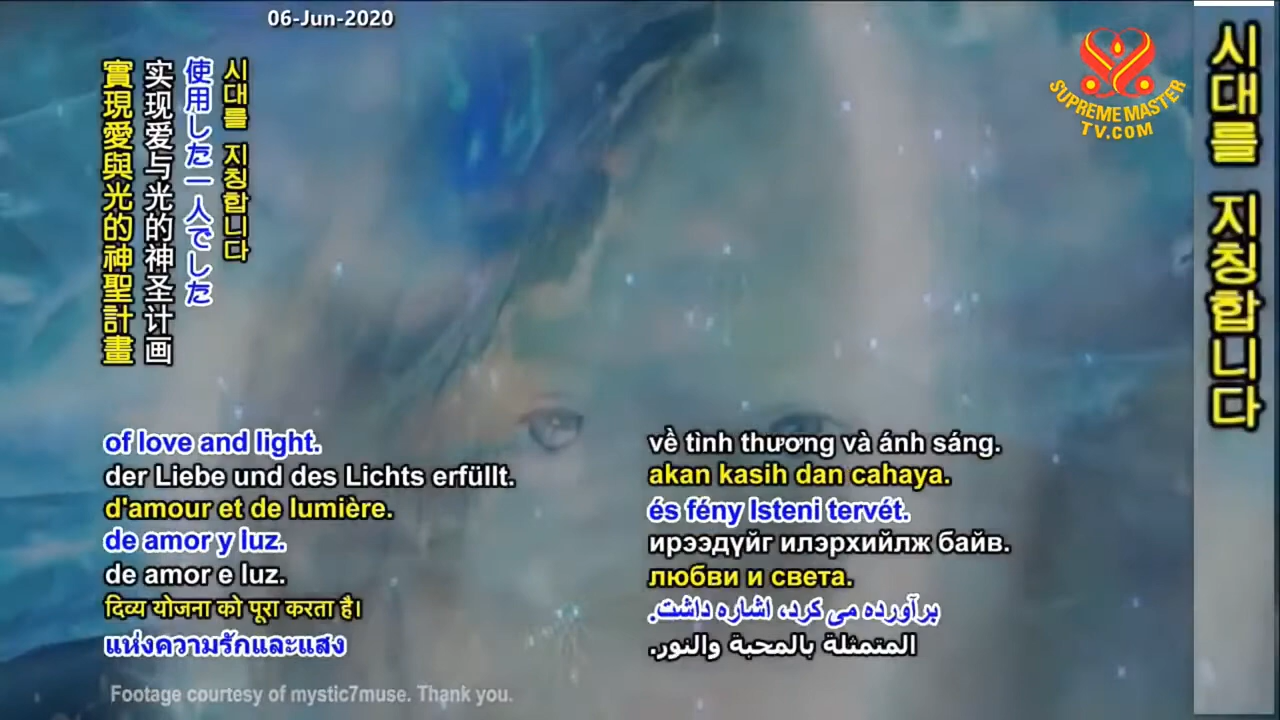 06-Jun-2020
SUPREME MASTER
TV.COM
시대를 지칭합니다
시대를 지칭합니다
使用した一人でした
实现爱与光的神圣计画
實現愛與光的神聖計畫
of love and light.
der Liebe und des Lichts erfüllt.
d'amour et de lumière.
de amor y luz.
de amor e luz.
दिव्य योजना को पूरा करता है।
แห่งความรักและแสง
về tình thương và ánh sáng.
akan kasih dan cahaya.
és fény Isteni tervét.
ирээдүйг илэрхийлж байв.
любви и света.
برآورده می کرد، اشاره داشت.
المتمثلة بالمحبة والنور.
Footage courtesy of mystic7muse. Thank you.